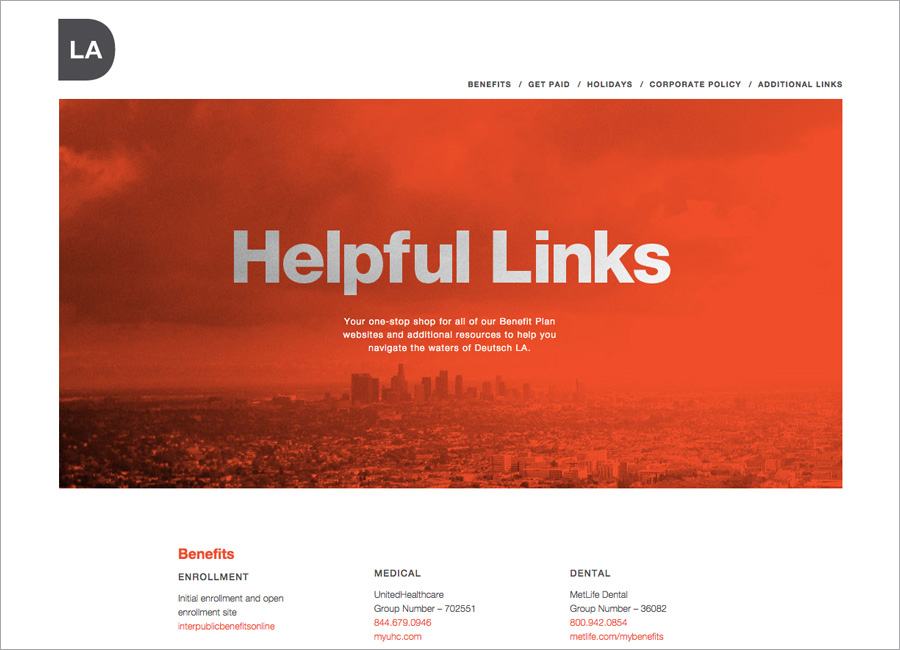 LA
BENEFITS / GET PAID / HOLIDAYS / CORPORATE POLICY / ADDITIONAL LINKS
Helpful Links
Your one-stop shop for all of our Benefit Plan
websites and additional resources to help you
navigate the waters of Deutsch LA.
Benefits
ENROLLMENT
Initial enrollment and open
enrollment site
interpublicbenefitsonline
MEDICAL
UnitedHealthcare
Group Number – 702551
844.679.0946
myuhc.com
DENTAL
MetLife Dental
Group Number – 36082
800.942.0854
metlife.com/mybenefits